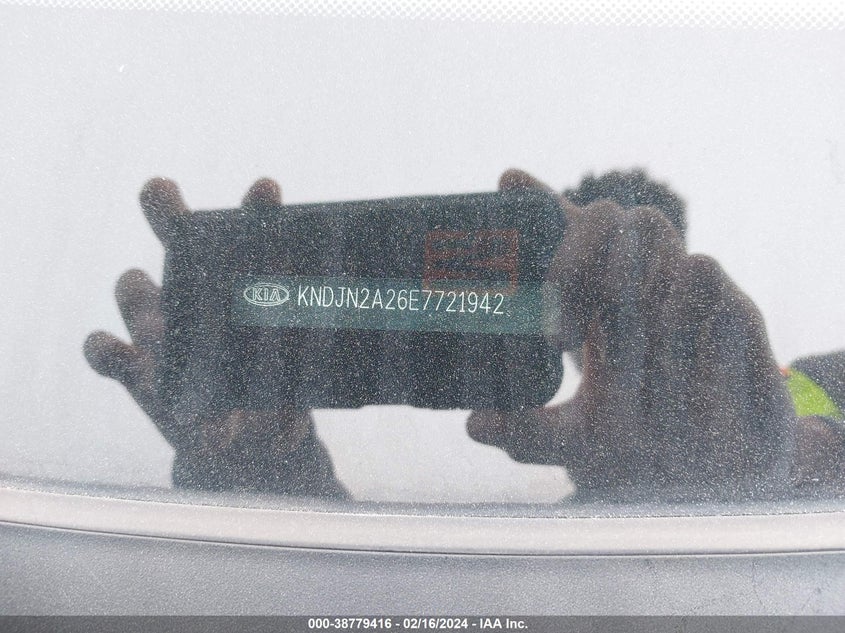 KIA KNDJN2A26E7721942
000-38779416 - 02/16/2024 - IAA Inc.